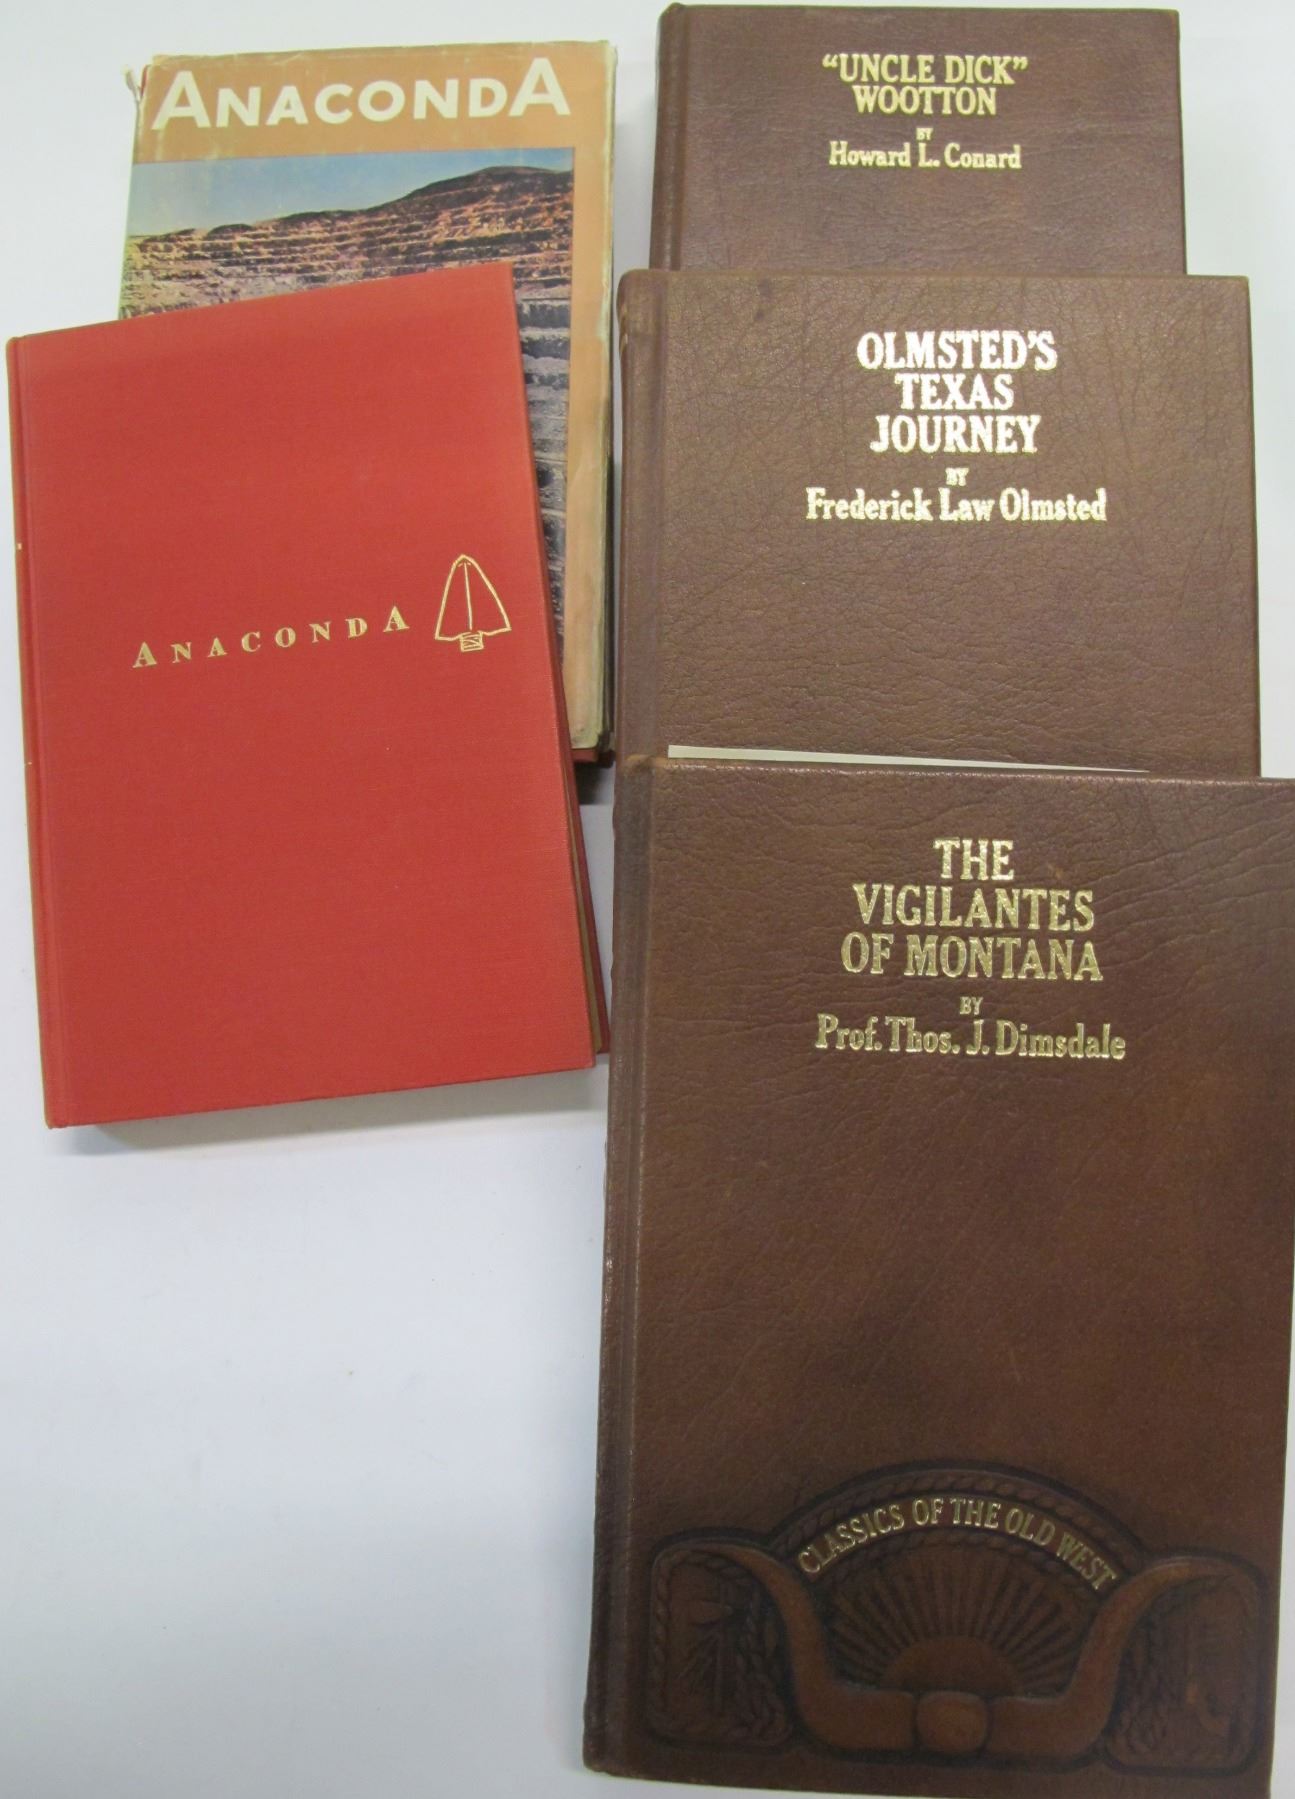 ANACONDA
ANACONDA
"UNCLE DICK"
WOOTTON
BY
Howard L. Conard
OLMSTED'S
TEXAS
JOURNEY
BY
Frederick Law Olmsted
THE
VIGILANTES
OF MONTANA
BY
Prof. Thos. J. Dimsdale
CLASSICS OF THE OLD WEST